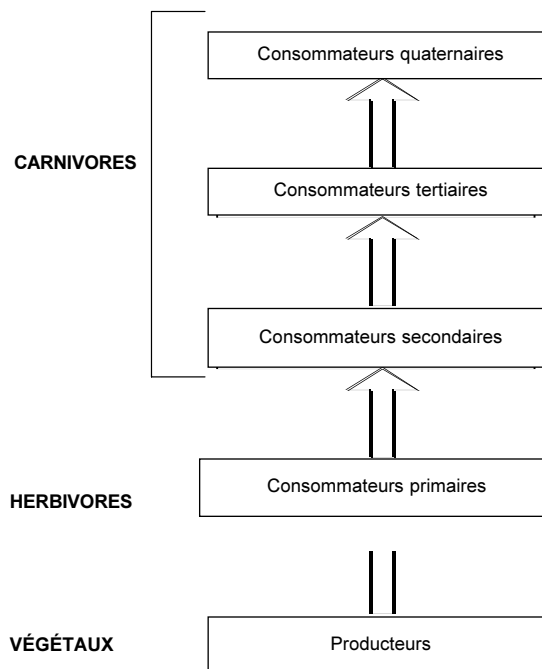 Consommateurs quaternaires
CARNIVORES
Consommateurs tertiaires
Consommateurs secondaires
Consommateurs primaires
HERBIVORES
VÉGÉTAUX
Producteurs